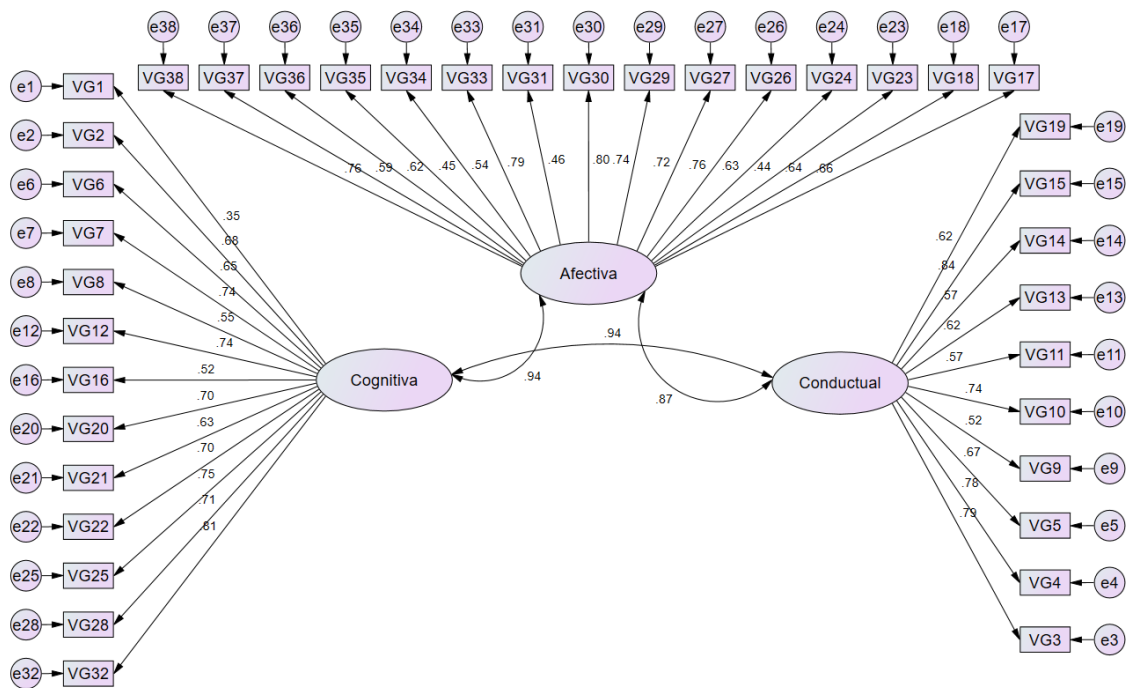 e38 e37 e36 e35 e34 e33 e31 e30 e29 e27 e26 e24 e23 e18 e17
VG38 VG37 VG36 VG35 VG34 VG33 VG31 VG30 VG29 VG27 VG26 VG24 VG23 VG18 VG17
.76 .59 .62 .45 .54 .79 .46 .80 .74 .72 .76 .63 .44 .64 .66
e1 VG1
e2 VG2
e6 VG6
e7 VG7
e8 VG8
e12 VG12
e16 VG16
e20 VG20
e21 VG21
e22 VG22
e25 VG25
e28 VG28
e32 VG32
.35
.68
.65
.74
.55
.74
.52
.70
.63
.70
.75
.71
.81
Afectiva
Cognitiva
Conductual
.94
.94
.87
.62
.84
.57
.62
.57
.74
.52
.67
.78
.79
VG19 e19
VG15 e15
VG14 e14
VG13 e13
VG11 e11
VG10 e10
VG9 e9
VG5 e5
VG4 e4
VG3 e3